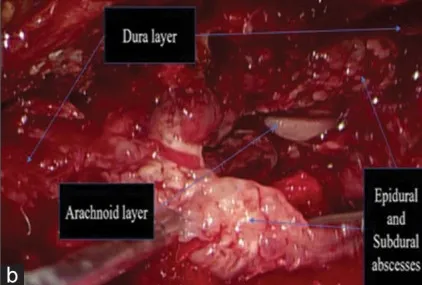 Dura layer
Arachnoid layer
Epidural
and
Subdural
abscesses
b